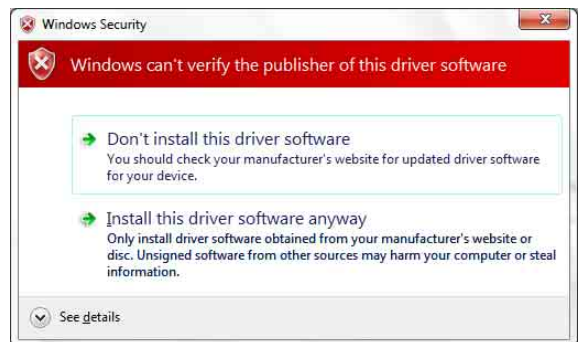 Windows Security
Windows can't verify the publisher of this driver software
Don't install this driver software
You should check your manufacturer's website for updated driver software
for your device.
Install this driver software anyway
Only install driver software obtained from your manufacturer's website or
disc. Unsigned software from other sources may harm your computer or steal
information.
See details